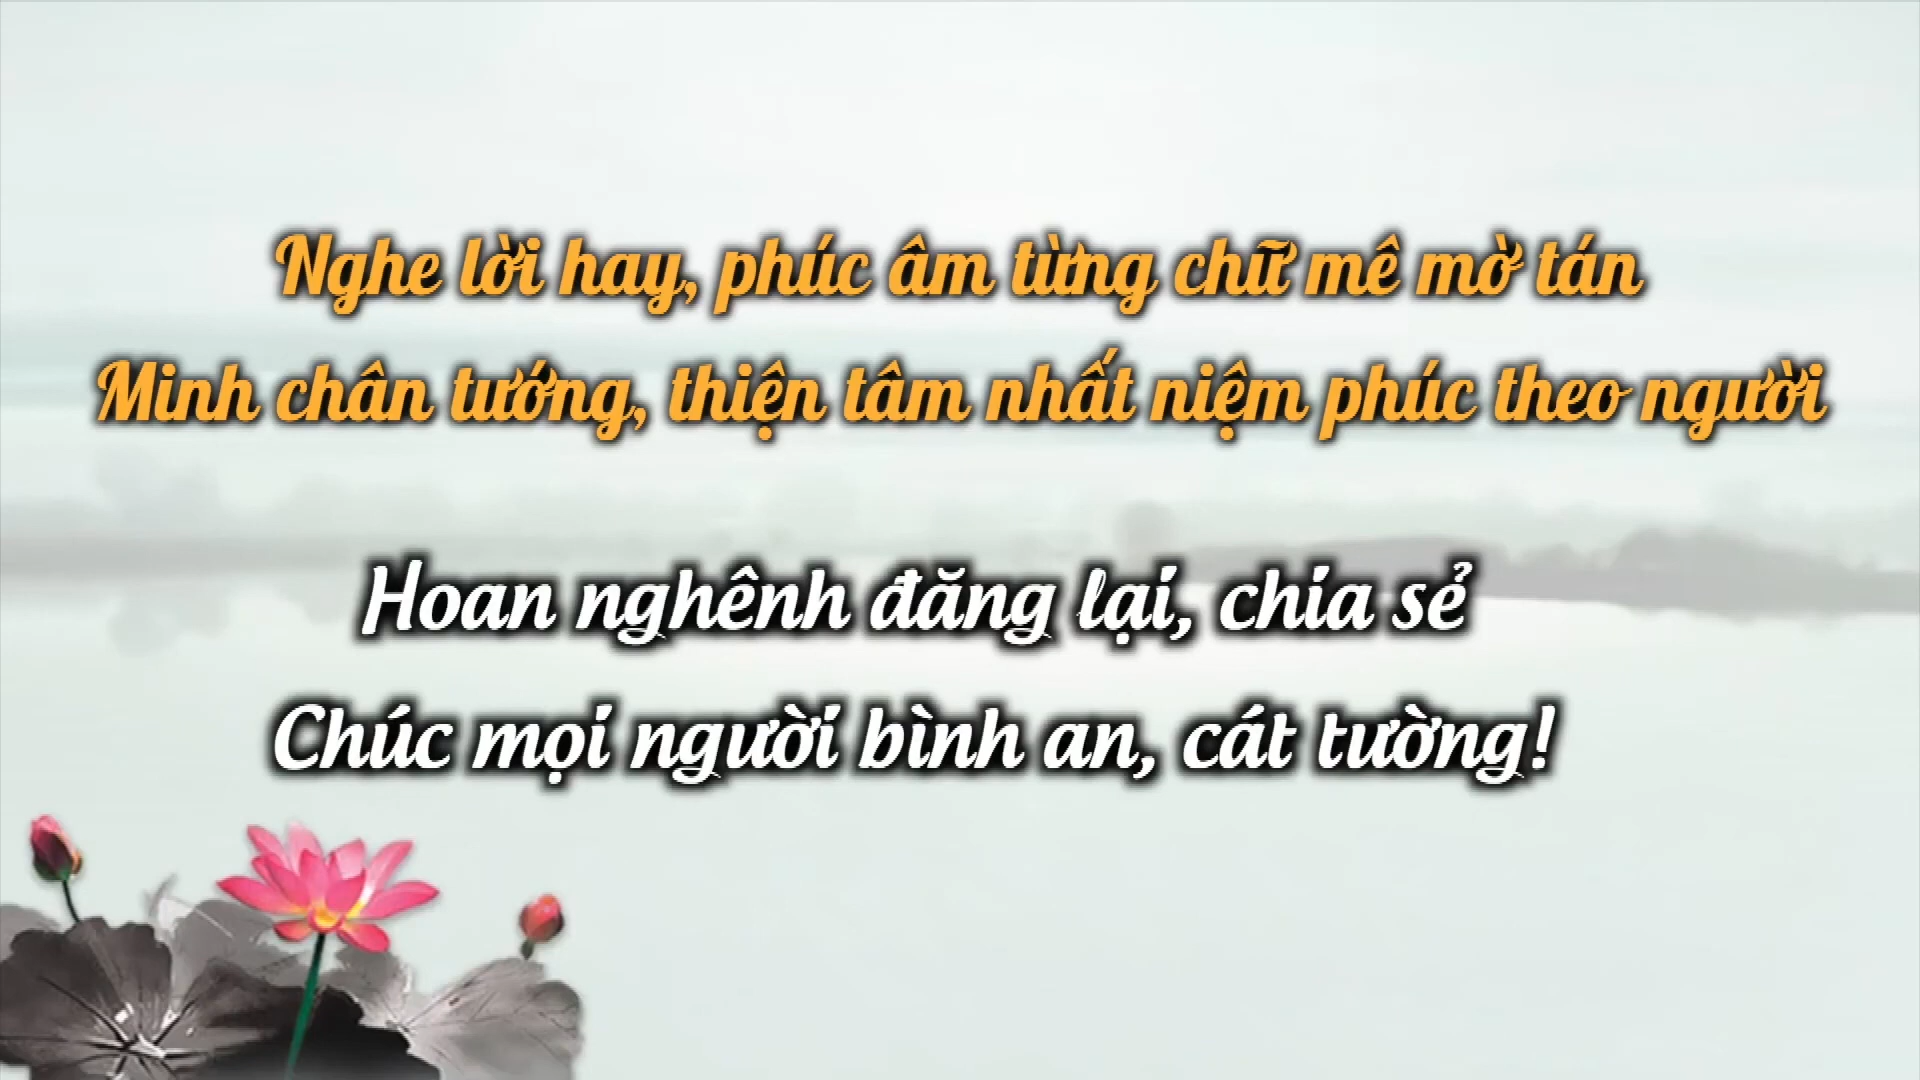 Nghe lời hay, phúc âm từng chữ mê mờ tán
Minh chân tướng, thiện tâm nhất niệm phúc theo người
Hoan nghênh đăng lại, chia sẻ
Chúc mọi người bình an, cát tường!